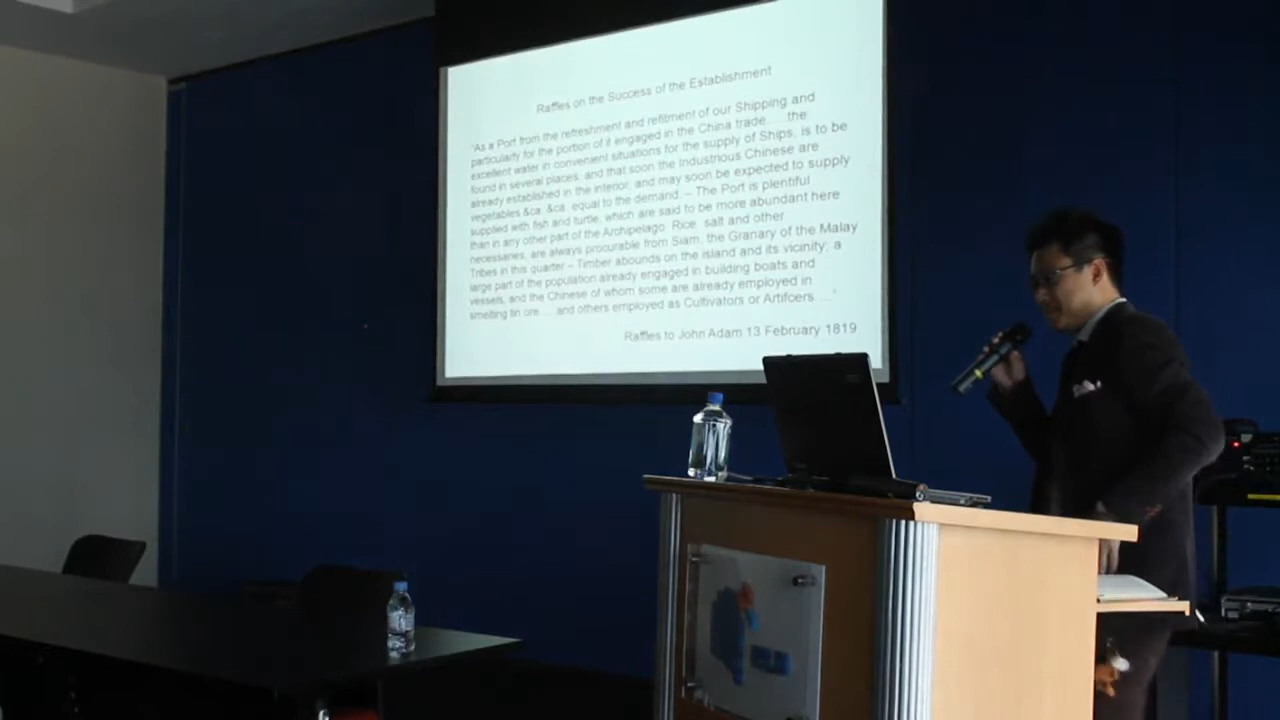 Raffles on the Success of the Establishment
"As a Port from the refreshment and refitment of our Shipping and
particularly for the portion of it engaged in the China trade.....the
excellent water in convenient situations for the supply of Ships, is to be
found in several places, and that soon the Industrious Chinese are
already established in the interior, and may soon be expected to supply
vegetables &ca. &ca. equal to the demand. – The Port is plentiful
supplied with fish and turtle, which are said to be more abundant here
than in any other part of the Archipelago. Rice, salt and other
necessaries, are always procurable from Siam, the Granary of the Malay
Tribes in this quarter – Timber abounds on the island and its vicinity; a
large part of the population already engaged in building boats and
vessels, and the Chinese of whom some are already employed in
smelting tin ore.....and others employed as Cultivators or Artifcers.....
Raffles to John Adam 13 February 1819